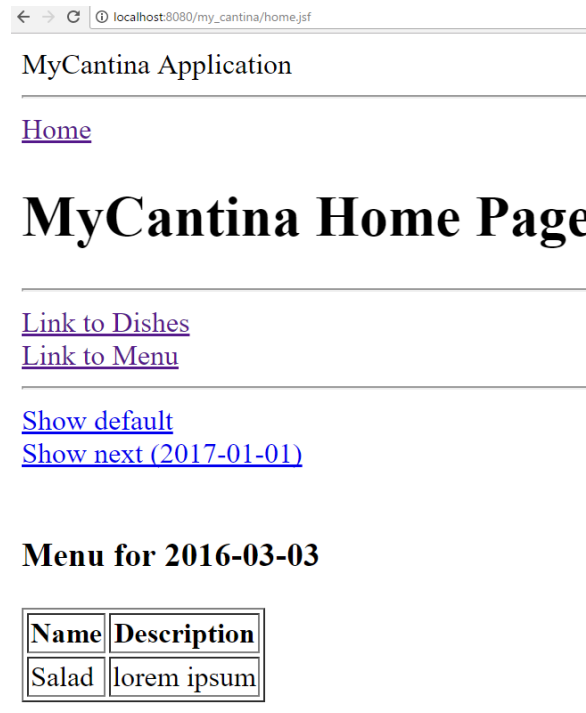 localhost:8080/my_cantina/home.jsf
MyCantina Application
Home
MyCantina Home Page
Link to Dishes
Link to Menu
Show default
Show next (2017-01-01)
Menu for 2016-03-03
Name Description
Salad lorem ipsum